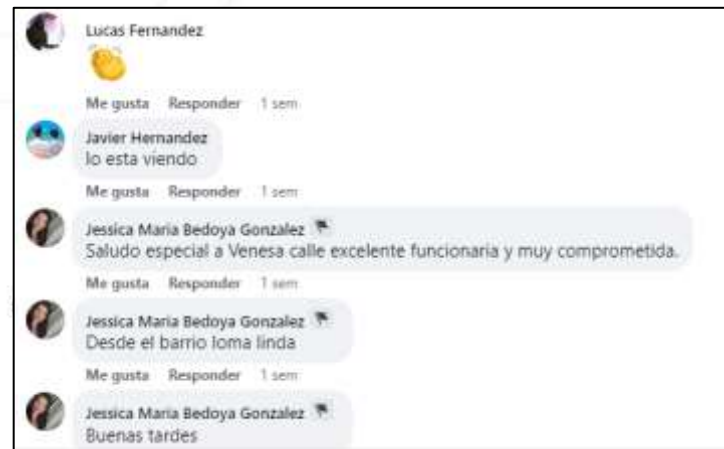 Lucas Fernandez
👏
Me gusta Responder 1 sem
Javier Hernandez
lo esta viendo
Me gusta Responder 1 sem
Jessica Maria Bedoya Gonzalez
Saludo especial a Venesa calle excelente funcionaria y muy comprometida.
Me gusta Responder 1 sem
Jessica Maria Bedoya Gonzalez
Desde el barrio loma linda
Me gusta Responder 1 sem
Jessica Maria Bedoya Gonzalez
Buenas tardes